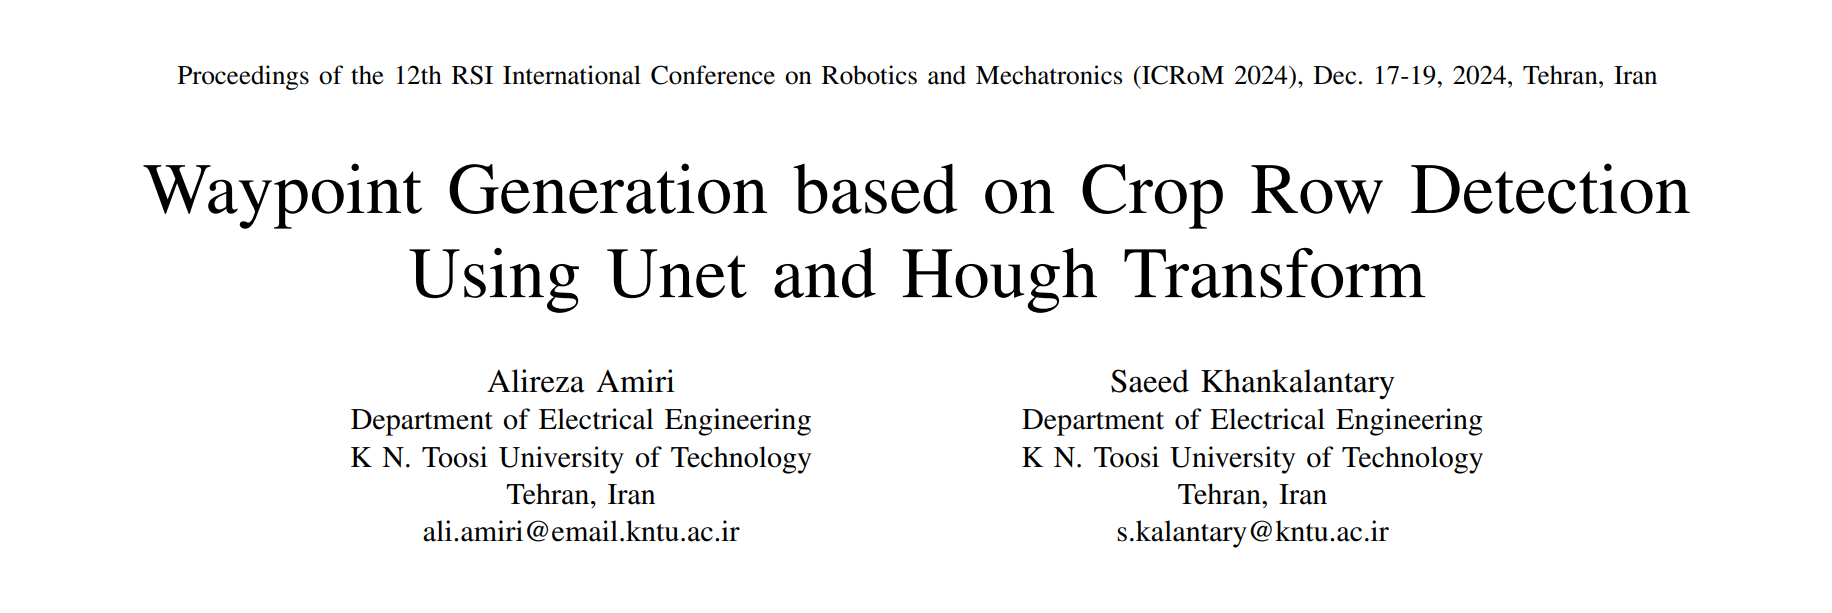 Proceedings of the 12th RSI International Conference on Robotics and Mechatronics (ICRoM 2024), Dec. 17-19, 2024, Tehran, Iran
Waypoint Generation based on Crop Row Detection
Using Unet and Hough Transform
Alireza Amiri
Department of Electrical Engineering
K N. Toosi University of Technology
Tehran, Iran
ali.amiri@email.kntu.ac.ir
Saeed Khankalantary
Department of Electrical Engineering
K N. Toosi University of Technology
Tehran, Iran
s.kalantary@kntu.ac.ir